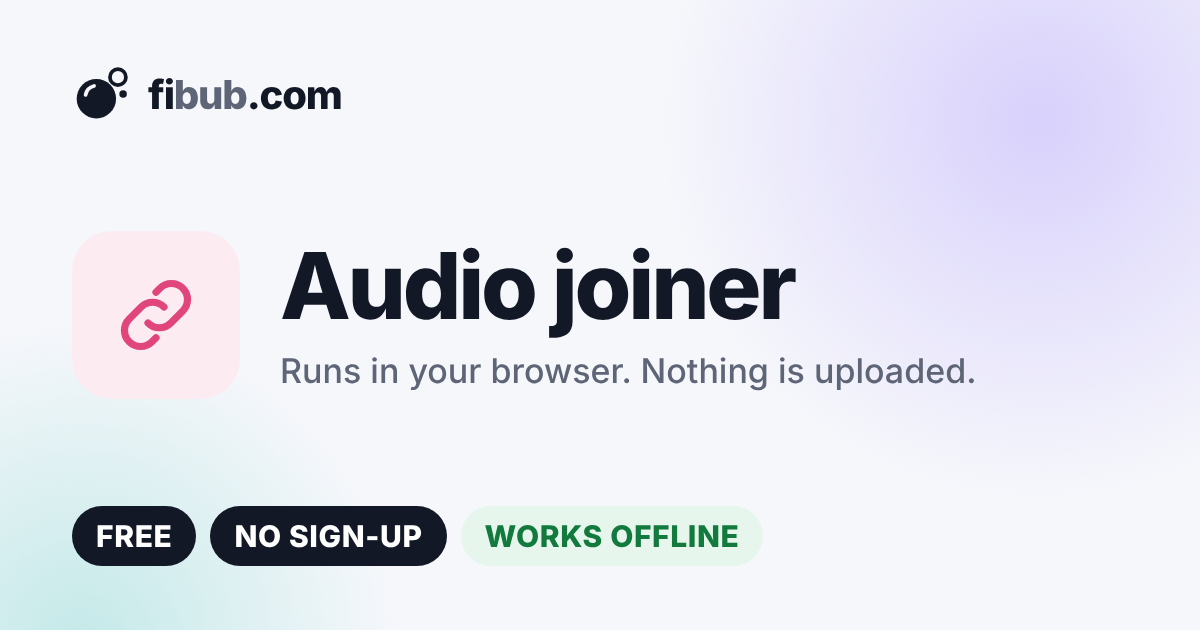 fibub.com
Audio joiner
Runs in your browser. Nothing is uploaded.
FREE NO SIGN-UP WORKS OFFLINE